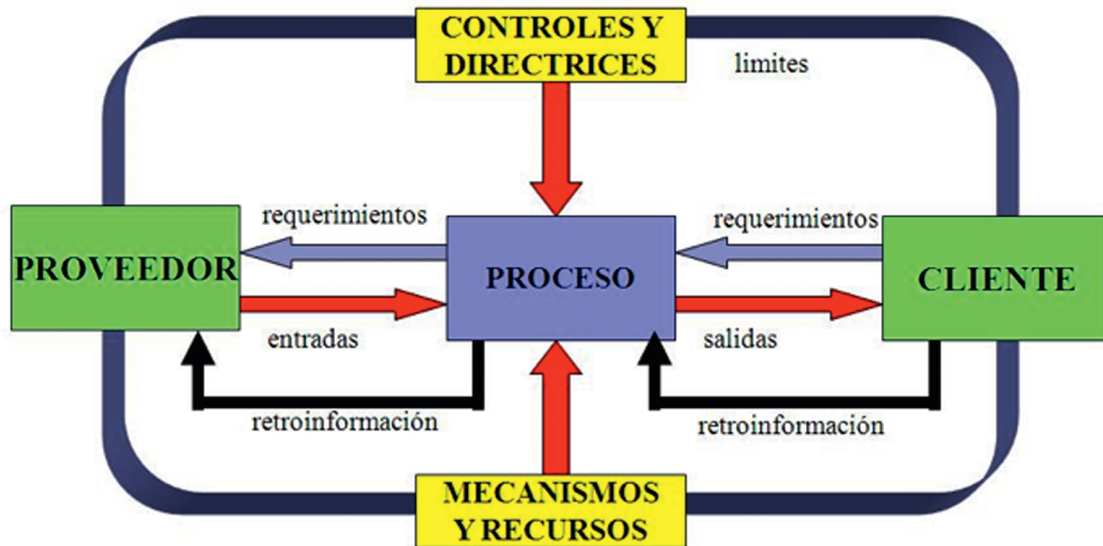 CONTROLES Y
DIRECTRICES
limites
requerimientos
requerimientos
PROVEEDOR
PROCESO
CLIENTE
entradas
salidas
retroinformación
retroinformación
MECANISMOS
Y RECURSOS